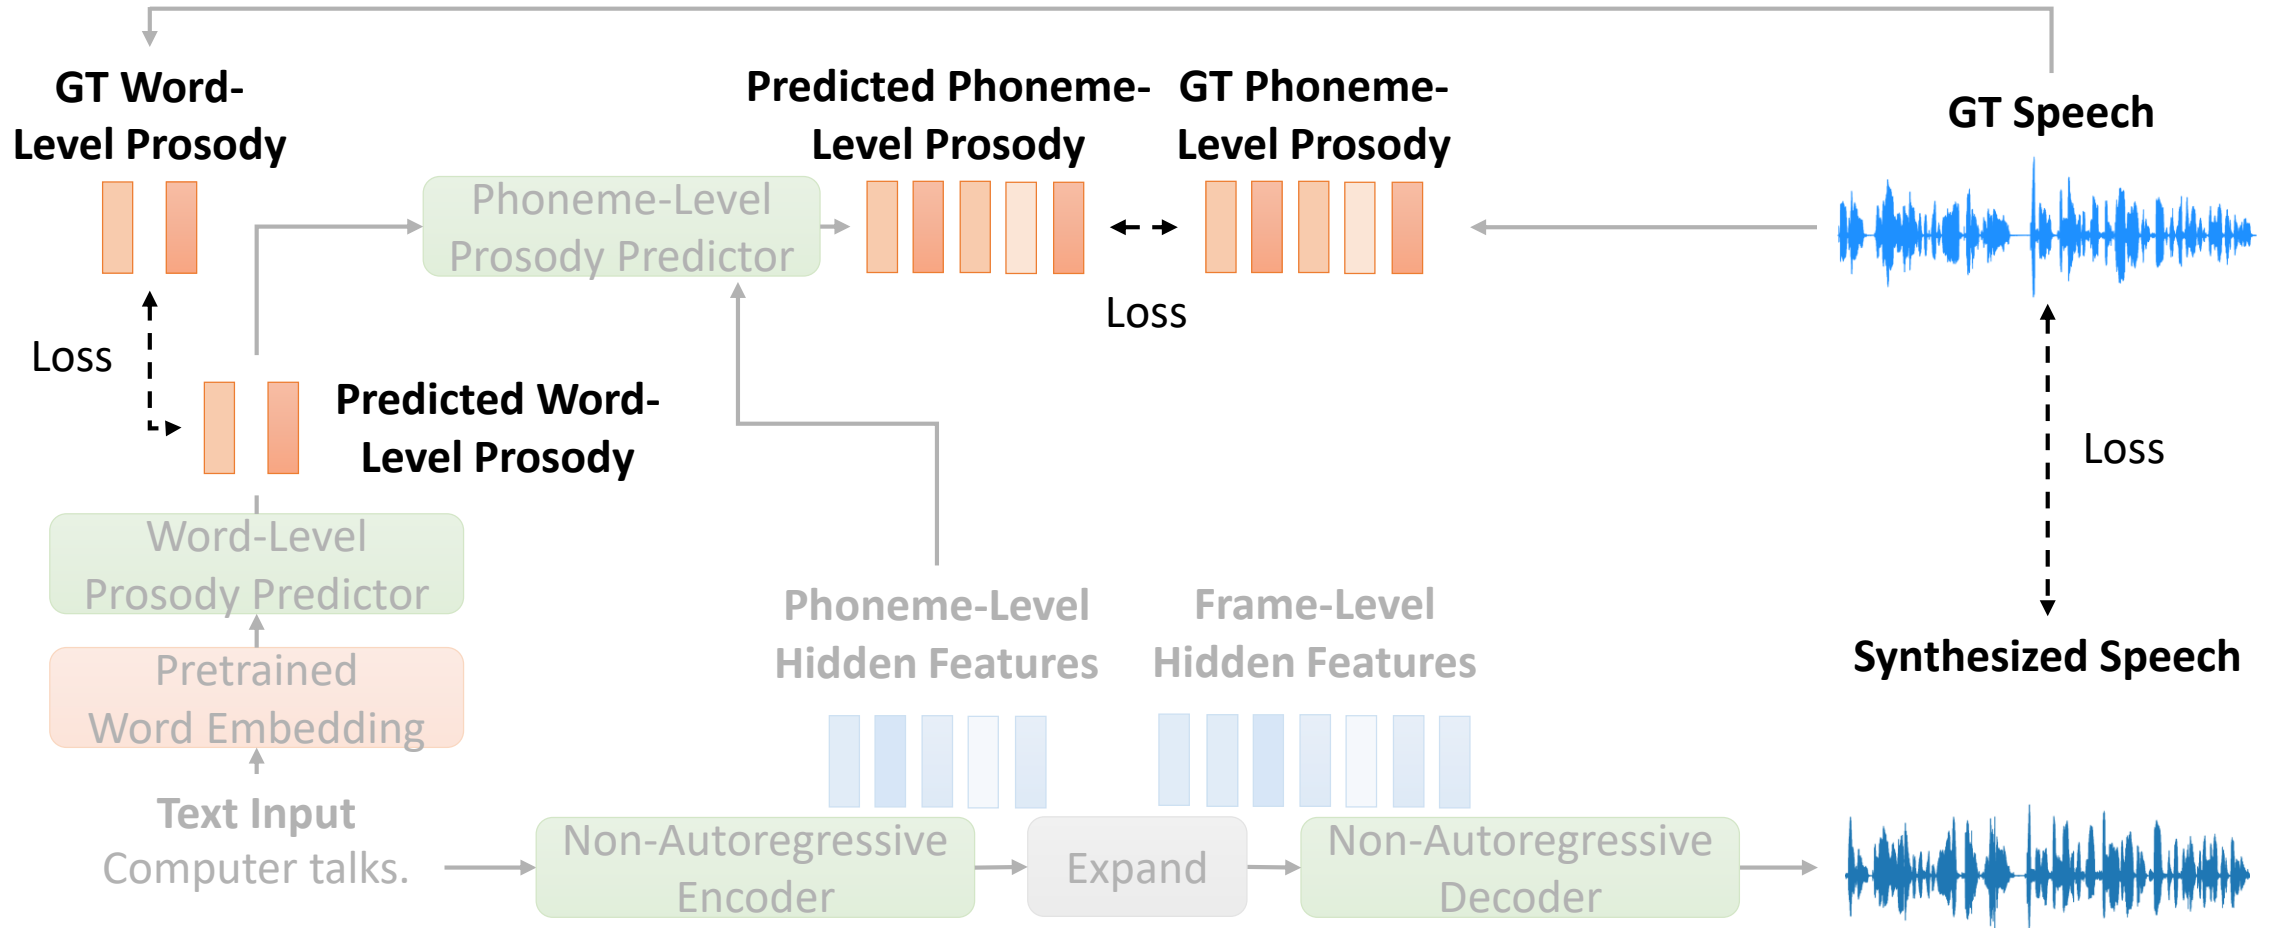 GT Word-
Level Prosody
Predicted Phoneme-
Level Prosody
GT Phoneme-
Level Prosody
GT Speech
Phoneme-Level
Prosody Predictor
Loss
Loss
Predicted Word-
Level Prosody
Loss
Word-Level
Prosody Predictor
Phoneme-Level
Hidden Features
Frame-Level
Hidden Features
Synthesized Speech
Pretrained
Word Embedding
Text Input
Computer talks.
Non-Autoregressive
Encoder
Expand
Non-Autoregressive
Decoder